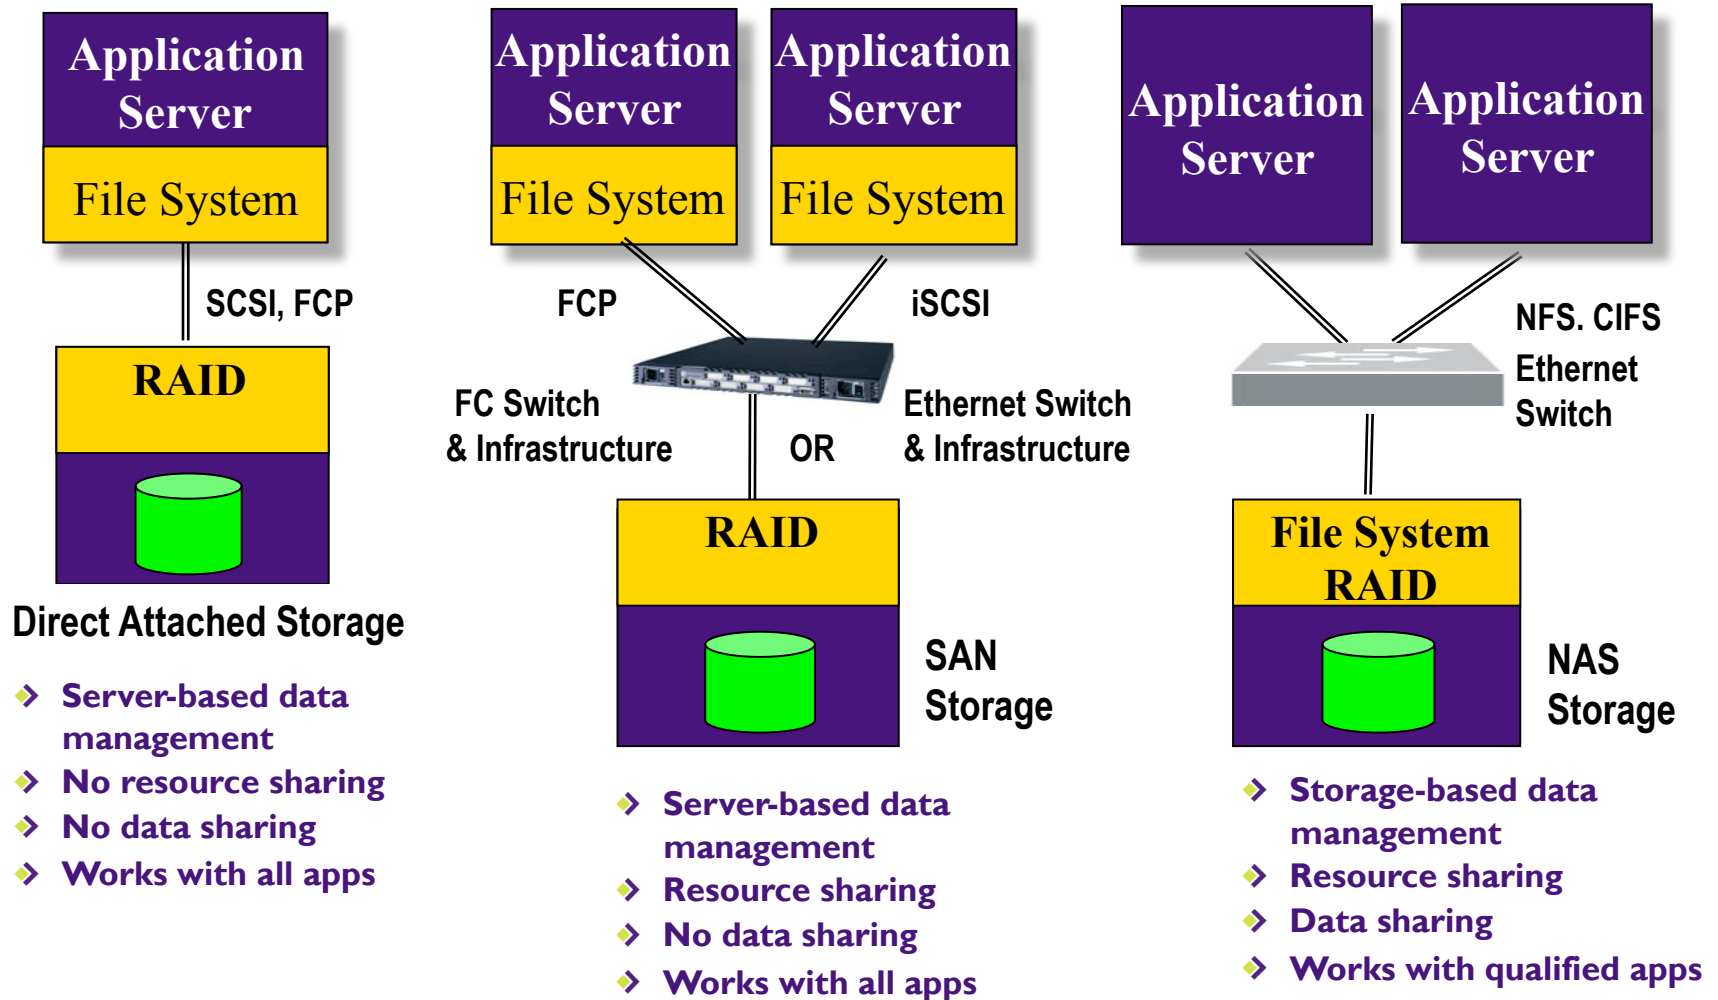 Application
Server
File System
SCSI, FCP
RAID
Direct Attached Storage
Server-based data
management
No resource sharing
No data sharing
Works with all apps
Application
Server
File System
Application
Server
File System
FCP
iSCSI
FC Switch
& Infrastructure
OR
Ethernet Switch
& Infrastructure
RAID
SAN
Storage
Server-based data
management
Resource sharing
No data sharing
Works with all apps
Application
Server
Application
Server
NFS. CIFS
Ethernet
Switch
File System
RAID
NAS
Storage
Storage-based data
management
Resource sharing
Data sharing
Works with qualified apps